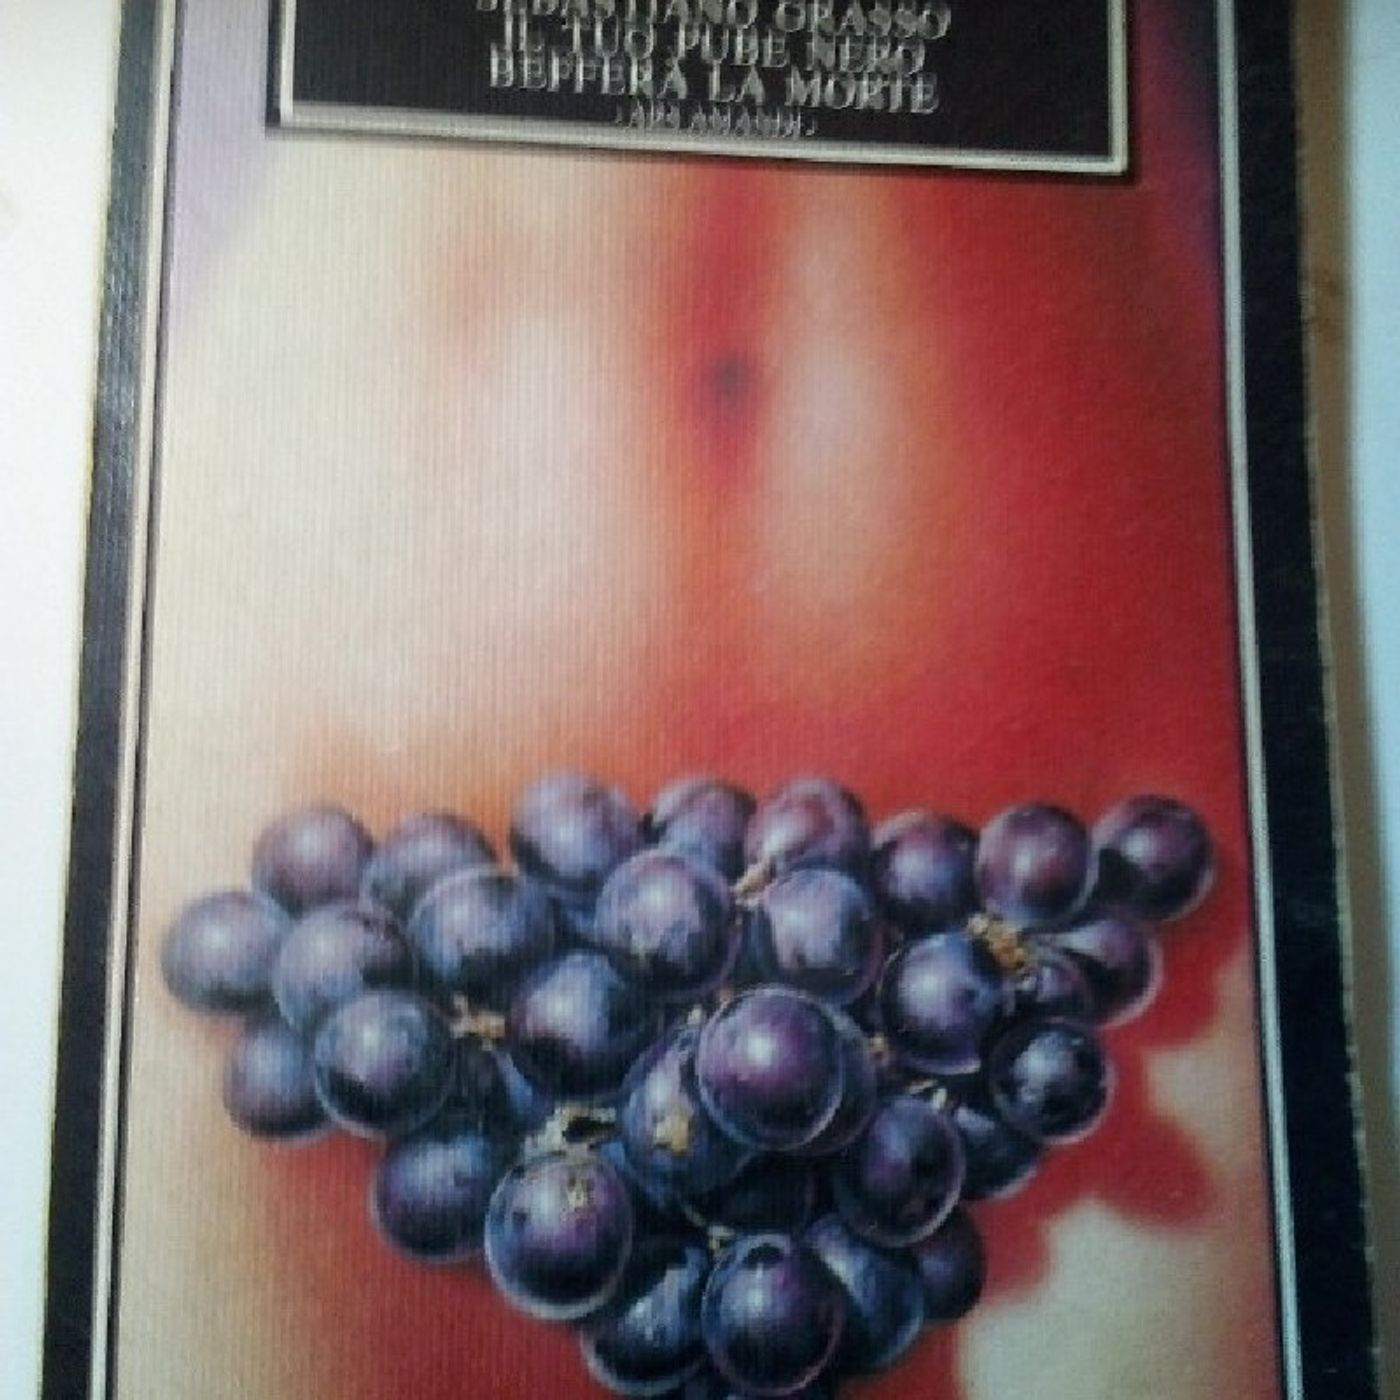 SEBASTIANO GRASSO
IL TUO PUBE NERO
BEFFERÀ LA MORTE